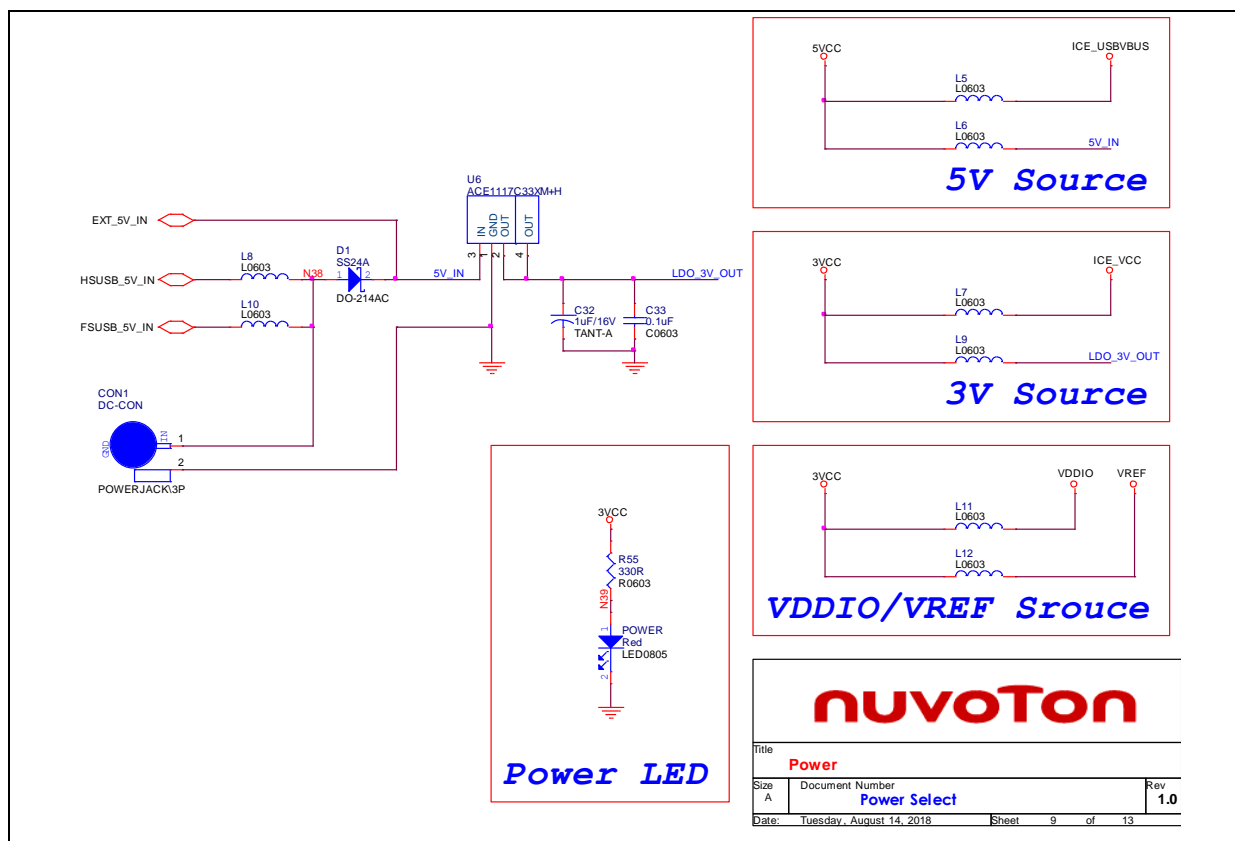 EXT_5V_IN
HSUSB_5V_IN
FSUSB_5V_IN
L8
L0603
L10
L0603
N38
D1
SS24A
1
2
DO-214AC
5V_IN
U6
ACE1117C33XM+H
IN
GND
OUT
OUT
3
1
2
4
LDO_3V_OUT
C32
1uF/16V
TANT-A
C33
0.1uF
C0603
CON1
DC-CON
GND
IN
1
2
POWERJACK\3P
3VCC
R55
330R
R0603
N39
1
POWER
Red
LED0805
2
Power LED
5VCC
ICE_USBVBUS
L5
L0603
L6
L0603
5V_IN
5V Source
3VCC
ICE_VCC
L7
L0603
L9
L0603
LDO_3V_OUT
3V Source
3VCC
VDDIO
VREF
L11
L0603
L12
L0603
VDDIO/VREF Srouce
nuvoTon
Title
Power
Size
A
Document Number
Power Select
Rev
1.0
Date: Tuesday, August 14, 2018 Sheet 9 of 13